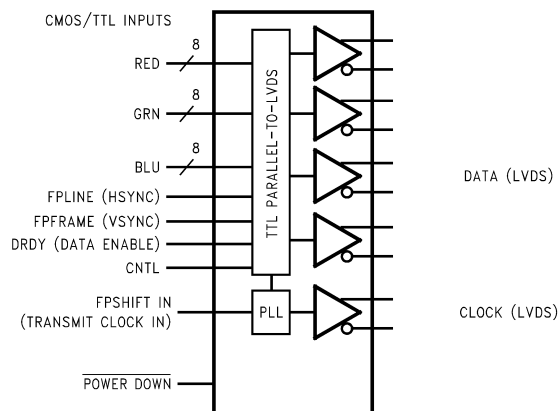 CMOS/TTL INPUTS
8
RED
8
GRN
8
BLU
FPLINE (HSYNC)
FPFRAME (VSYNC)
DRDY (DATA ENABLE)
CNTL
FPSHIFT IN
(TRANSMIT CLOCK IN)
POWER DOWN
TTL PARALLEL-TO-LVDS
PLL
DATA (LVDS)
CLOCK (LVDS)